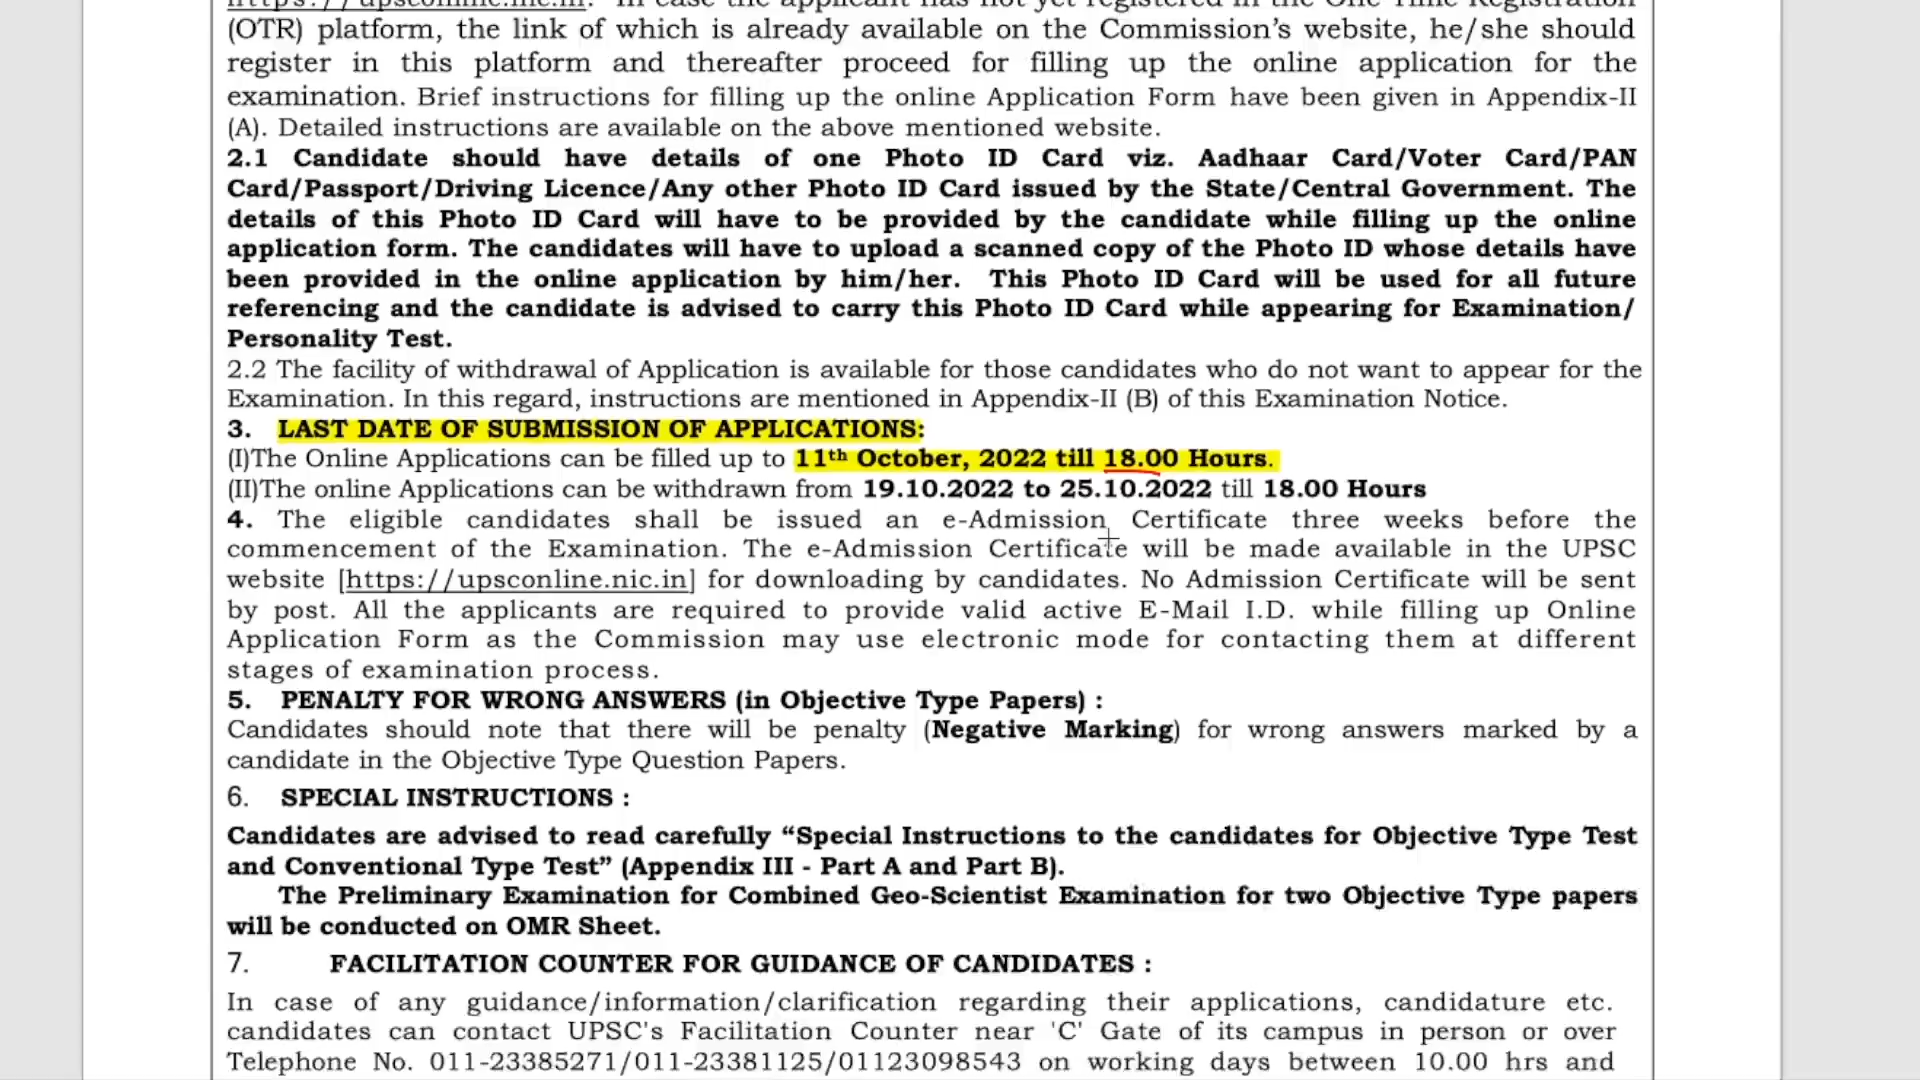 https://upsconline.nic.in. In case the applicant has not yet registered in the One Time Registration
(OTR) platform, the link of which is already available on the Commission’s website, he/she should
register in this platform and thereafter proceed for filling up the online application for the
examination. Brief instructions for filling up the online Application Form have been given in Appendix-II
(A). Detailed instructions are available on the above mentioned website.
2.1 Candidate should have details of one Photo ID Card viz. Aadhaar Card/Voter Card/PAN
Card/Passport/Driving Licence/Any other Photo ID Card issued by the State/Central Government. The
details of this Photo ID Card will have to be provided by the candidate while filling up the online
application form. The candidates will have to upload a scanned copy of the Photo ID whose details have
been provided in the online application by him/her. This Photo ID Card will be used for all future
referencing and the candidate is advised to carry this Photo ID Card while appearing for Examination/
Personality Test.
2.2 The facility of withdrawal of Application is available for those candidates who do not want to appear for the
Examination. In this regard, instructions are mentioned in Appendix-II (B) of this Examination Notice.
3. LAST DATE OF SUBMISSION OF APPLICATIONS:
(I)The Online Applications can be filled up to 11th October, 2022 till 18.00 Hours.
(II)The online Applications can be withdrawn from 19.10.2022 to 25.10.2022 till 18.00 Hours
4. The eligible candidates shall be issued an e-Admission Certificate three weeks before the
commencement of the Examination. The e-Admission Certificate will be made available in the UPSC
website [https://upsconline.nic.in] for downloading by candidates. No Admission Certificate will be sent
by post. All the applicants are required to provide valid active E-Mail I.D. while filling up Online
Application Form as the Commission may use electronic mode for contacting them at different
stages of examination process.
5. PENALTY FOR WRONG ANSWERS (in Objective Type Papers) :
Candidates should note that there will be penalty (Negative Marking) for wrong answers marked by a
candidate in the Objective Type Question Papers.
6. SPECIAL INSTRUCTIONS :
Candidates are advised to read carefully “Special Instructions to the candidates for Objective Type Test
and Conventional Type Test” (Appendix III - Part A and Part B).
The Preliminary Examination for Combined Geo-Scientist Examination for two Objective Type papers
will be conducted on OMR Sheet.
7. FACILITATION COUNTER FOR GUIDANCE OF CANDIDATES :
In case of any guidance/information/clarification regarding their applications, candidature etc.
candidates can contact UPSC's Facilitation Counter near 'C' Gate of its campus in person or over
Telephone No. 011-23385271/011-23381125/01123098543 on working days between 10.00 hrs and